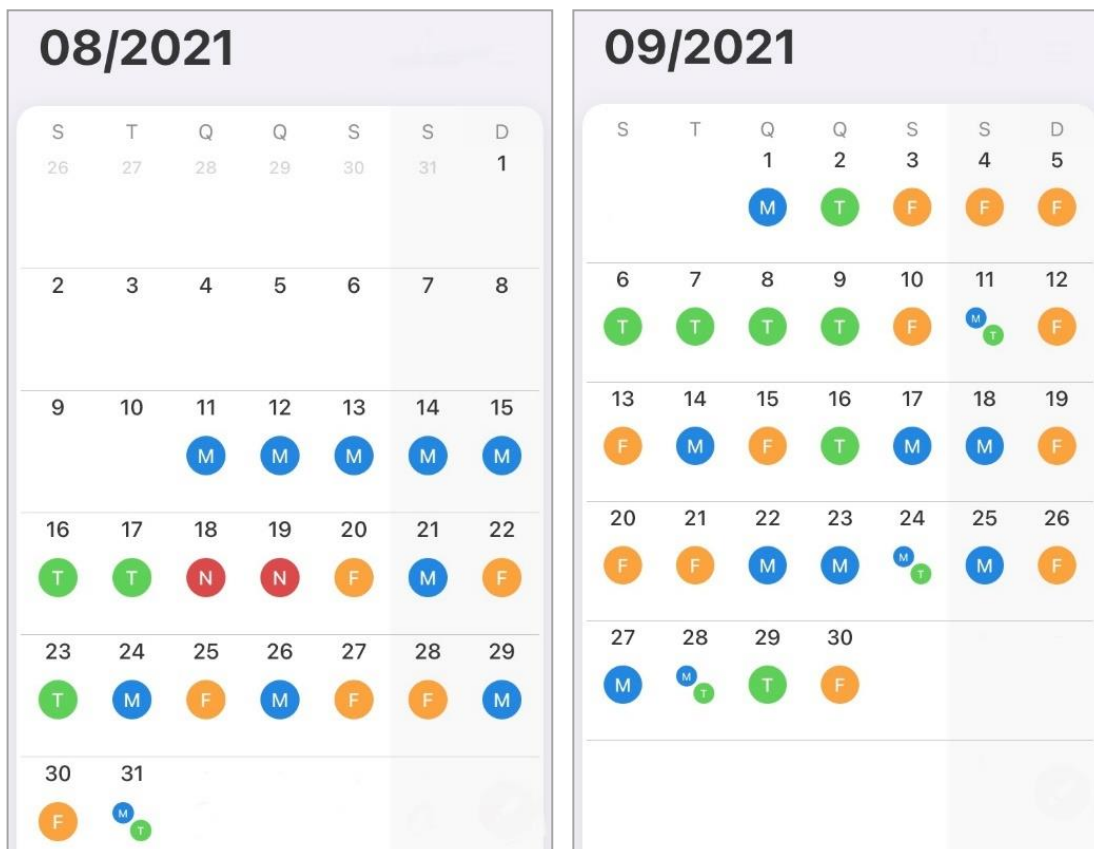 08/2021
S T Q Q S S D
26 27 28 29 30 31 1
2 3 4 5 6 7 8
9 10 11 12 13 14 15
M M M M M
16 17 18 19 20 21 22
T T N N F M F
23 24 25 26 27 28 29
T M F M F F M
30 31
F M T
09/2021
S T Q Q S S D
1 2 3 4 5
M T F F F
6 7 8 9 10 11 12
T T T T F M T F
13 14 15 16 17 18 19
F M F T M M F
20 21 22 23 24 25 26
F F M M M T M F
27 28 29 30
M M T T F